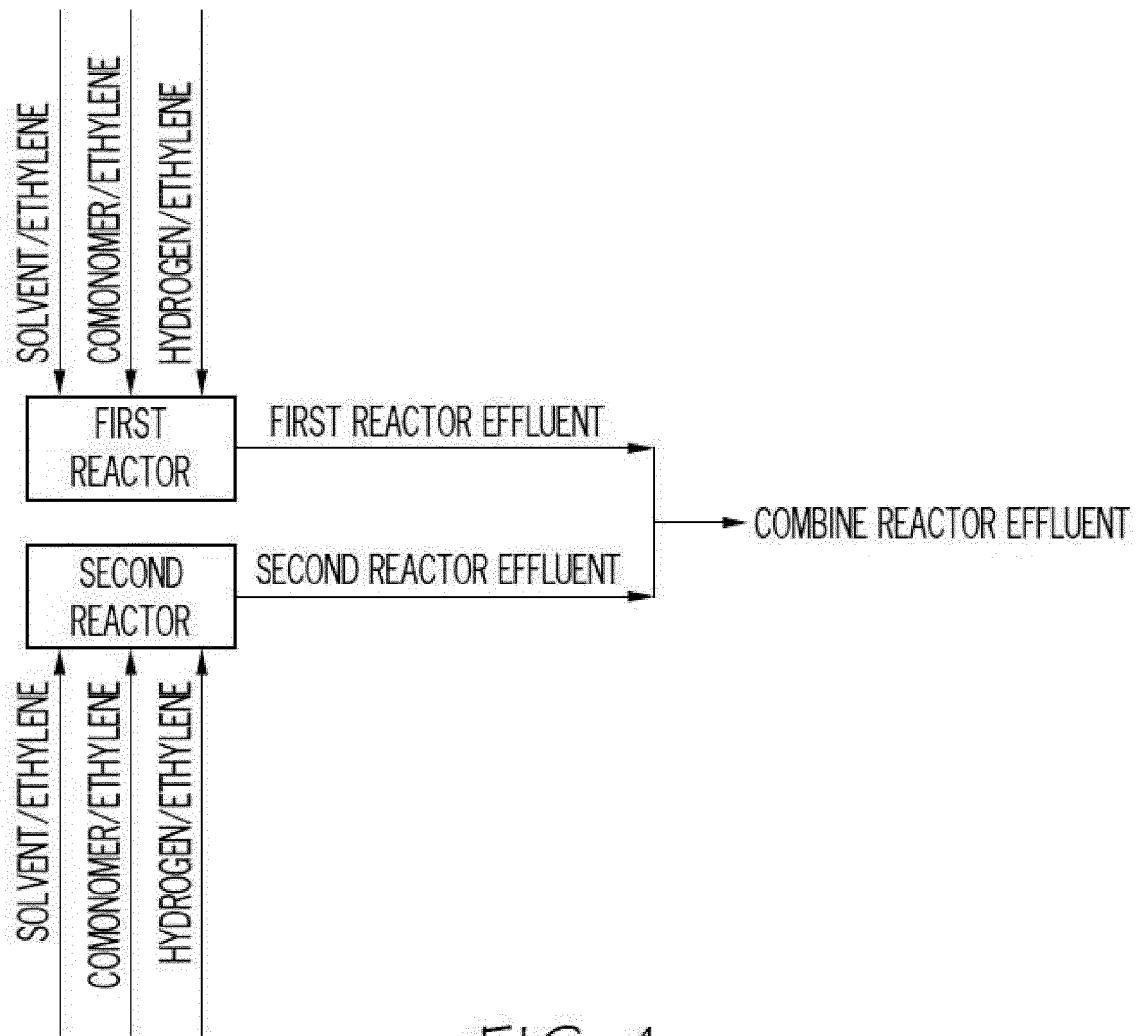 SOLVENT/ETHYLENE
COMONOMER/ETHYLENE
HYDROGEN/ETHYLENE
FIRST
REACTOR
FIRST REACTOR EFFLUENT
COMBINE REACTOR EFFLUENT
SECOND
REACTOR
SECOND REACTOR EFFLUENT
SOLVENT/ETHYLENE
COMONOMER/ETHYLENE
HYDROGEN/ETHYLENE